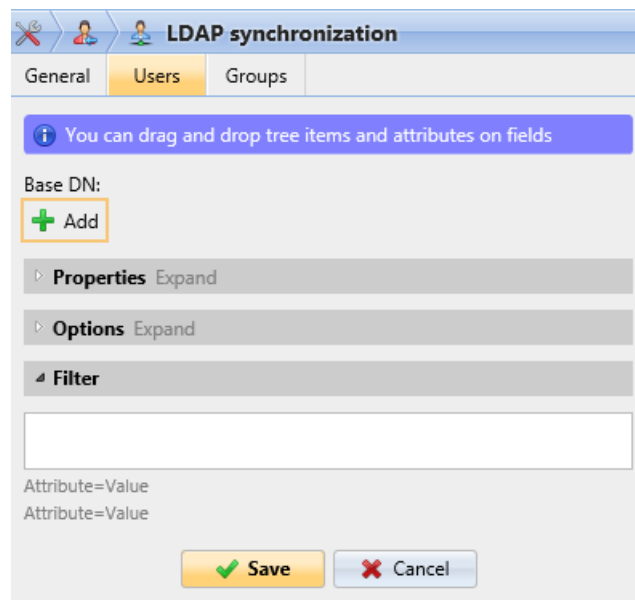 LDAP synchronization
General Users Groups
You can drag and drop tree items and attributes on fields
Base DN:
Add
Properties Expand
Options Expand
Filter
Attribute=Value
Attribute=Value
Save Cancel